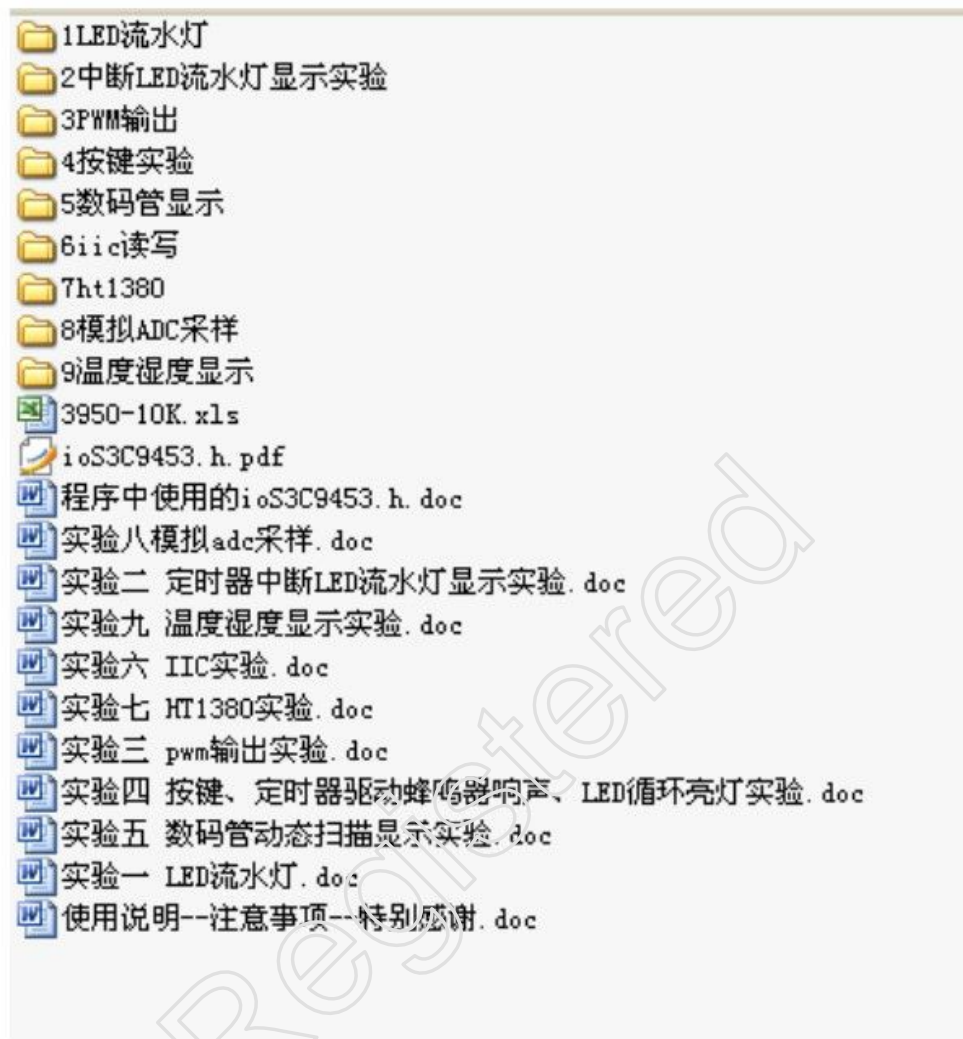 1LED流水灯
2中断LED流水灯显示实验
3PWM输出
4按键实验
5数码管显示
6iic读写
7ht1380
8模拟ADC采样
9温度湿度显示
3950-10K.xls
ioS3C9453.h.pdf
程序中使用的ioS3C9453.h.doc
实验八模拟adc采样.doc
实验二 定时器中断LED流水灯显示实验.doc
实验九 温度湿度显示实验.doc
实验六 IIC实验.doc
实验七 HT1380实验.doc
实验三 pwm输出实验.doc
实验四 按键、定时器驱动蜂鸣器响声、LED循环亮灯实验.doc
实验五 数码管动态扫描显示实验.doc
实验一 LED流水灯.doc
使用说明--注意事项--特别感谢.doc
Registered